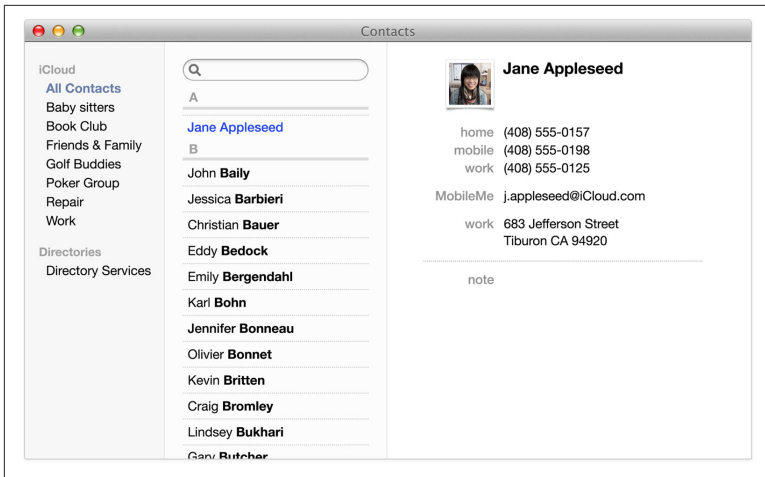 Contacts
iCloud
All Contacts
Baby sitters
Book Club
Friends & Family
Golf Buddies
Poker Group
Repair
Work
Directories
Directory Services
A
Jane Appleseed
B
John Baily
Jessica Barbieri
Christian Bauer
Eddy Bedock
Emily Bergendahl
Karl Bohn
Jennifer Bonneau
Olivier Bonnet
Kevin Britten
Craig Bromley
Lindsey Bukhari
Gary Butcher
Jane Appleseed
home (408) 555-0157
mobile (408) 555-0198
work (408) 555-0125
MobileMe j.appleseed@iCloud.com
work 683 Jefferson Street
Tiburon CA 94920
note